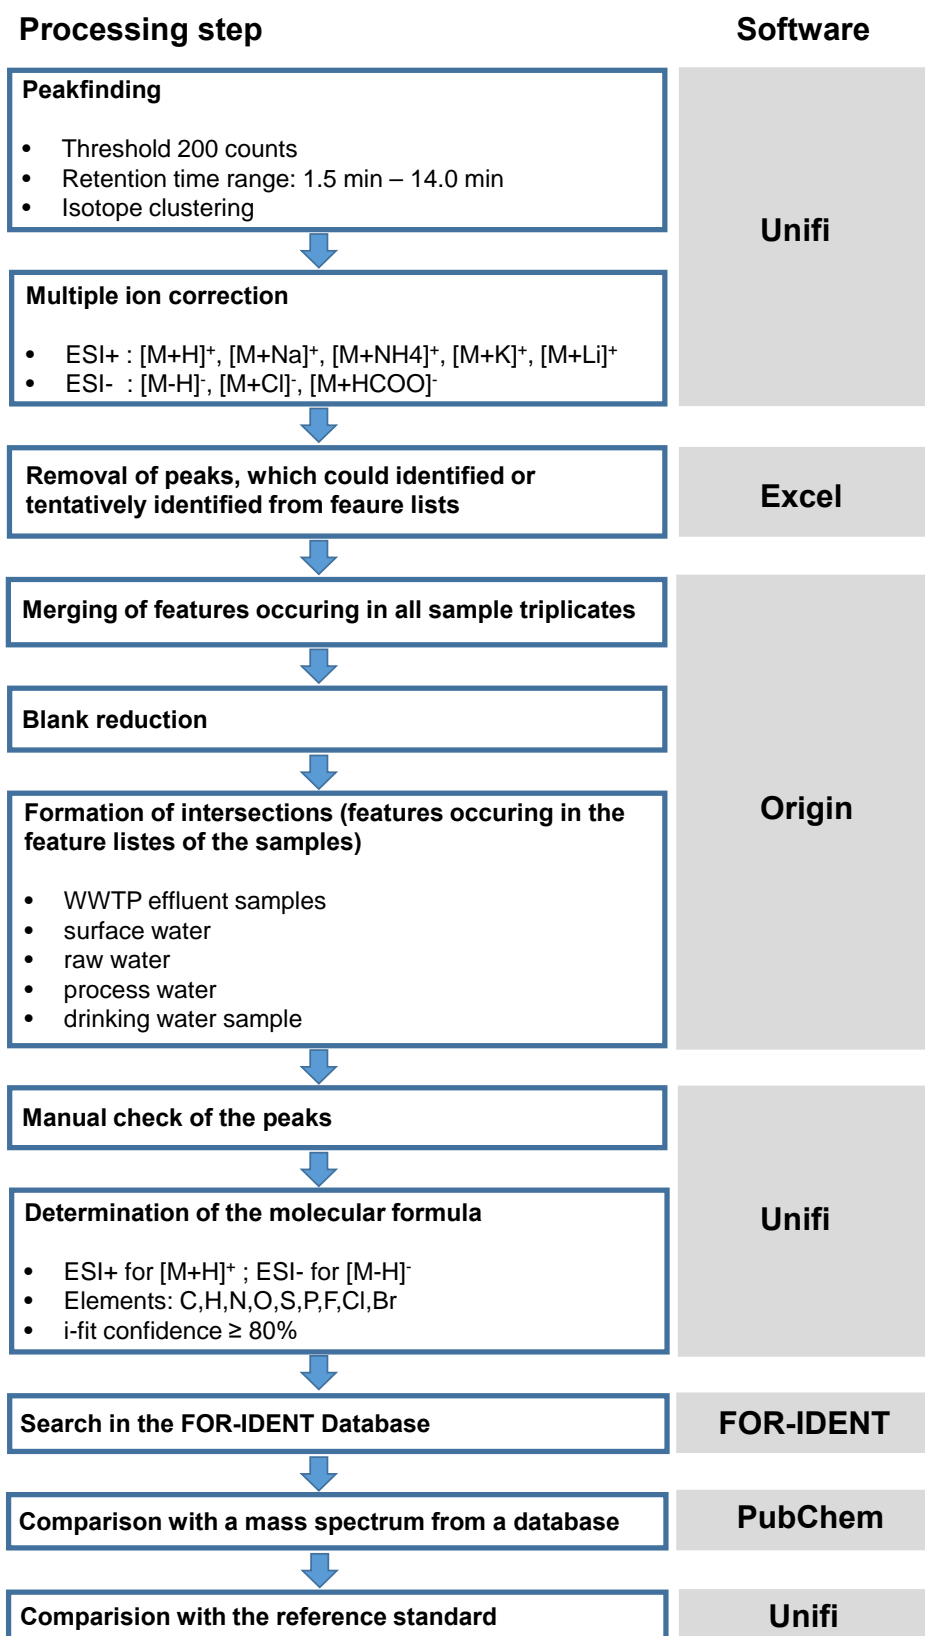 Processing step
Software
Peakfinding
• Threshold 200 counts
• Retention time range: 1.5 min – 14.0 min
• Isotope clustering
Unifi
Multiple ion correction
• ESI+ : [M+H]⁺, [M+Na]⁺, [M+NH4]⁺, [M+K]⁺, [M+Li]⁺
• ESI- : [M-H]⁻, [M+Cl]⁻, [M+HCOO]⁻
Removal of peaks, which could identified or
tentatively identified from feaure lists
Excel
Merging of features occuring in all sample triplicates
Blank reduction
Formation of intersections (features occuring in the
feature listes of the samples)
• WWTP effluent samples
• surface water
• raw water
• process water
• drinking water sample
Origin
Manual check of the peaks
Determination of the molecular formula
• ESI+ for [M+H]⁺ ; ESI- for [M-H]⁻
• Elements: C,H,N,O,S,P,F,Cl,Br
• i-fit confidence ≥ 80%
Unifi
Search in the FOR-IDENT Database
FOR-IDENT
Comparison with a mass spectrum from a database
PubChem
Comparision with the reference standard
Unifi